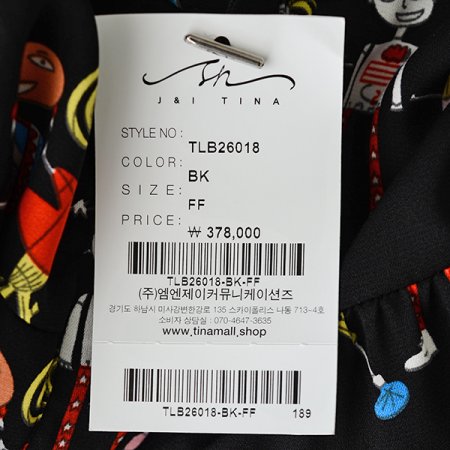 J & I TINA
STYLE NO : TLB26018
COLOR: BK
SIZE: FF
PRICE: ₩ 378,000
TLB26018-BK-FF
(주)엠엔제이커뮤니케이션즈
경기도 하남시 미사강변한강로 135 스카이폴리스 나동 713-4호
소비자 상담실 : 070-4647-3635
www.tinamall.shop
TLB26018-BK-FF 189